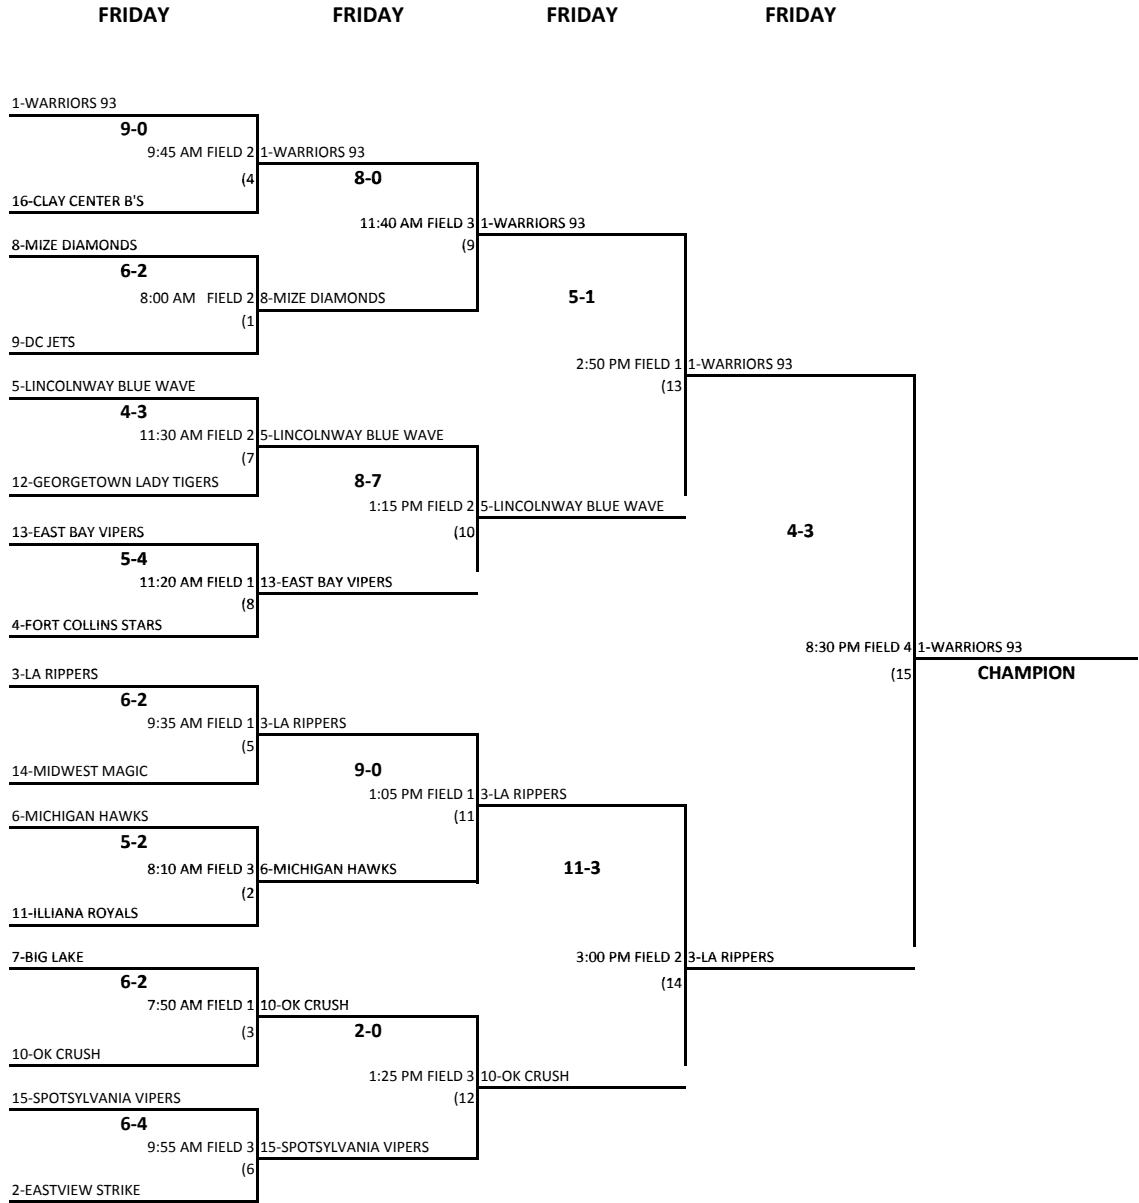 FRIDAY FRIDAY FRIDAY FRIDAY
1-WARRIORS 93
9-0
9:45 AM FIELD 2 1-WARRIORS 93
(4 8-0
16-CLAY CENTER B'S
11:40 AM FIELD 3 1-WARRIORS 93
8-MIZE DIAMONDS (9
6-2
8:00 AM FIELD 2 8-MIZE DIAMONDS 5-1
(1
9-DC JETS
2:50 PM FIELD 1 1-WARRIORS 93
5-LINCOLNWAY BLUE WAVE (13
4-3
11:30 AM FIELD 2 5-LINCOLNWAY BLUE WAVE
(7
12-GEORGETOWN LADY TIGERS 8-7
1:15 PM FIELD 2 5-LINCOLNWAY BLUE WAVE
13-EAST BAY VIPERS (10 4-3
5-4
11:20 AM FIELD 1 13-EAST BAY VIPERS
(8
4-FORT COLLINS STARS
8:30 PM FIELD 4 1-WARRIORS 93
3-LA RIPPERS (15 CHAMPION
6-2
9:35 AM FIELD 1 3-LA RIPPERS
(5
14-MIDWEST MAGIC 9-0
1:05 PM FIELD 1 3-LA RIPPERS
6-MICHIGAN HAWKS (11
5-2
8:10 AM FIELD 3 6-MICHIGAN HAWKS 11-3
(2
11-ILLIANA ROYALS
7-BIG LAKE 3:00 PM FIELD 2 3-LA RIPPERS
6-2 (14
7:50 AM FIELD 1 10-OK CRUSH
(3 2-0
10-OK CRUSH
1:25 PM FIELD 3 10-OK CRUSH
15-SPOTSYLVANIA VIPERS (12
6-4
9:55 AM FIELD 3 15-SPOTSYLVANIA VIPERS
(6
2-EASTVIEW STRIKE